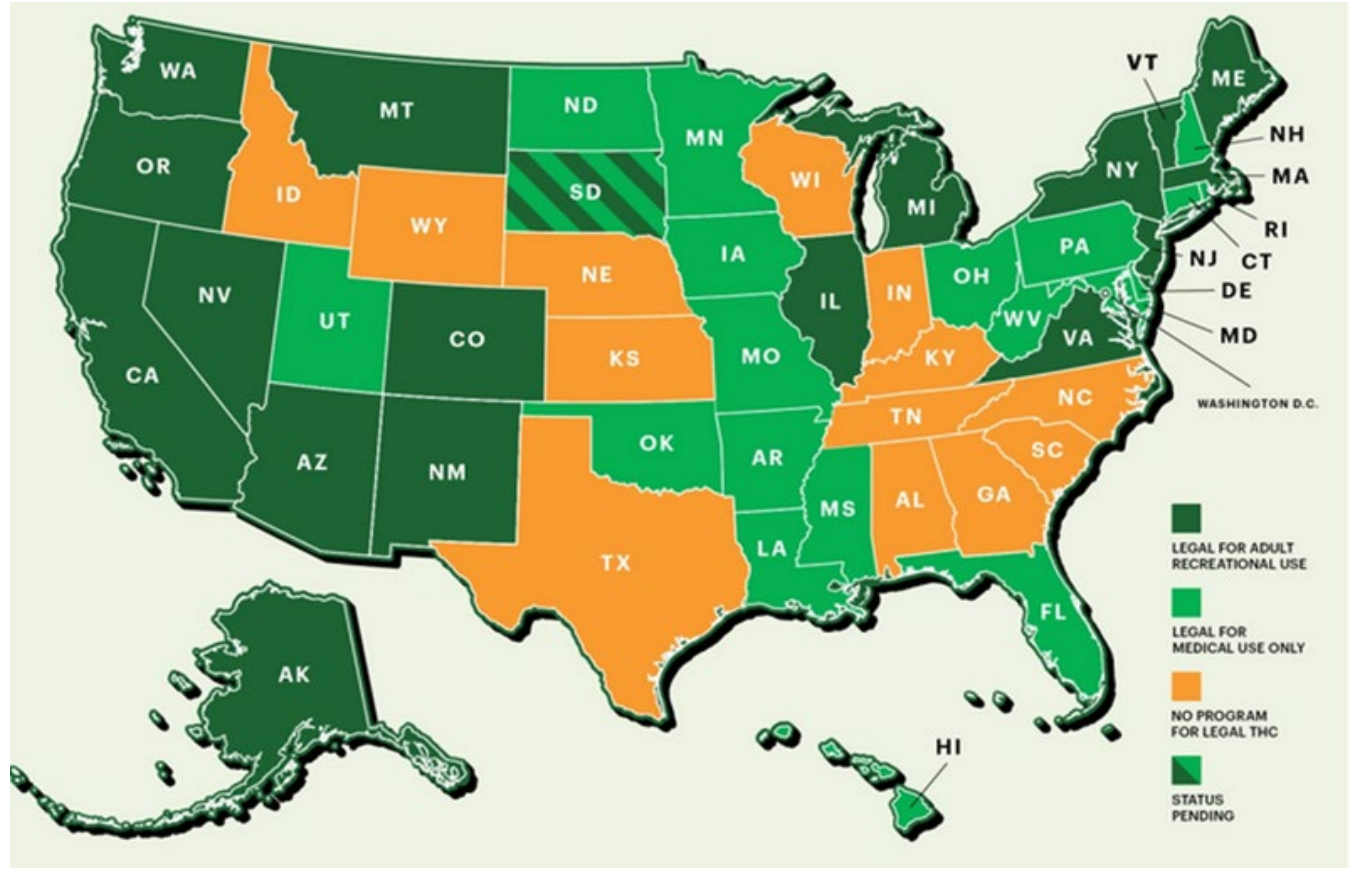 WA
MT
ND
MN
VT
ME
OR
ID
SD
WI
MI
NY
NH
MA
WY
RI
NV
UT
NE
IA
PA
NJ
CT
CO
IL
IN
OH
DE
CA
KS
MO
KY
WV
VA
MD
WASHINGTON D.C.
AZ
NM
OK
AR
TN
NC
SC
TX
LA
MS
AL
GA
FL
AK
HI
LEGAL FOR ADULT
RECREATIONAL USE
LEGAL FOR
MEDICAL USE ONLY
NO PROGRAM
FOR LEGAL THC
STATUS
PENDING